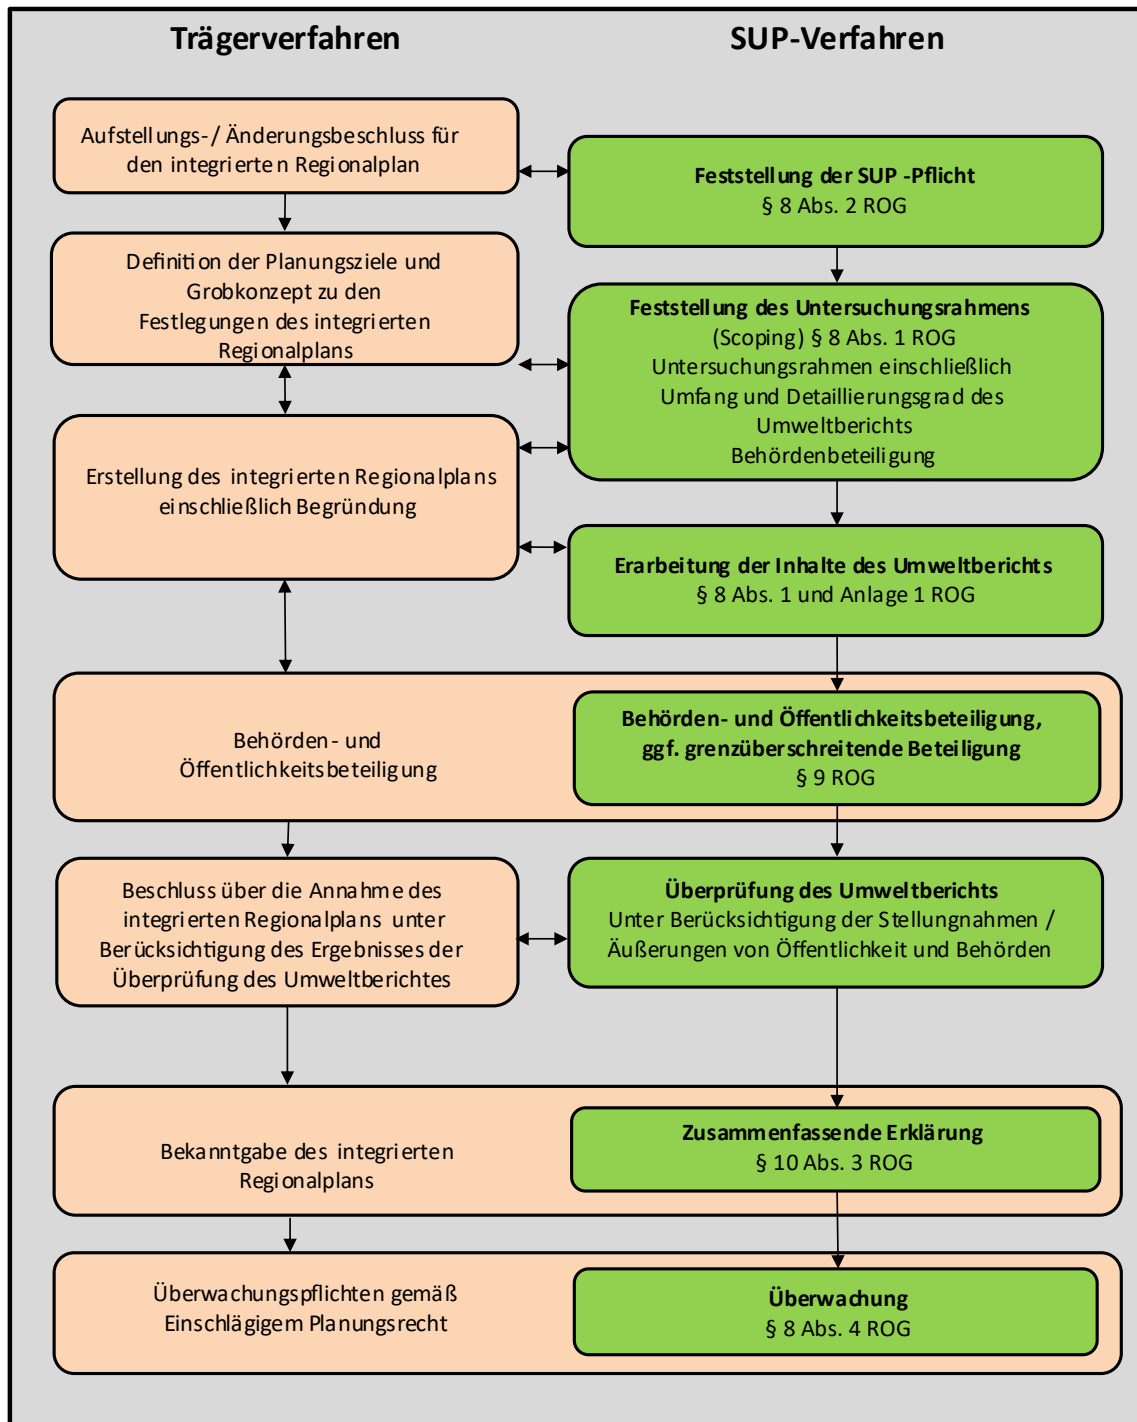 Trägerverfahren
SUP-Verfahren
Aufstellungs- / Änderungsbeschluss für
den integrierten Regionalplan
Feststellung der SUP -Pflicht
§ 8 Abs. 2 ROG
Definition der Planungsziele und
Grobkonzept zu den
Festlegungen des integrierten
Regionalplans
Feststellung des Untersuchungsrahmens
(Scoping) § 8 Abs. 1 ROG
Untersuchungsrahmen einschließlich
Umfang und Detaillierungsgrad des
Umweltberichts
Behördenbeteiligung
Erstellung des integrierten Regionalplans
einschließlich Begründung
Erarbeitung der Inhalte des Umweltberichts
§ 8 Abs. 1 und Anlage 1 ROG
Behörden- und
Öffentlichkeitsbeteiligung
Behörden- und Öffentlichkeitsbeteiligung,
ggf. grenzüberschreitende Beteiligung
§ 9 ROG
Beschluss über die Annahme des
integrierten Regionalplans unter
Berücksichtigung des Ergebnisses der
Überprüfung des Umweltberichtes
Überprüfung des Umweltberichts
Unter Berücksichtigung der Stellungnahmen /
Äußerungen von Öffentlichkeit und Behörden
Bekanntgabe des integrierten
Regionalplans
Zusammenfassende Erklärung
§ 10 Abs. 3 ROG
Überwachungspflichten gemäß
Einschlägigem Planungsrecht
Überwachung
§ 8 Abs. 4 ROG